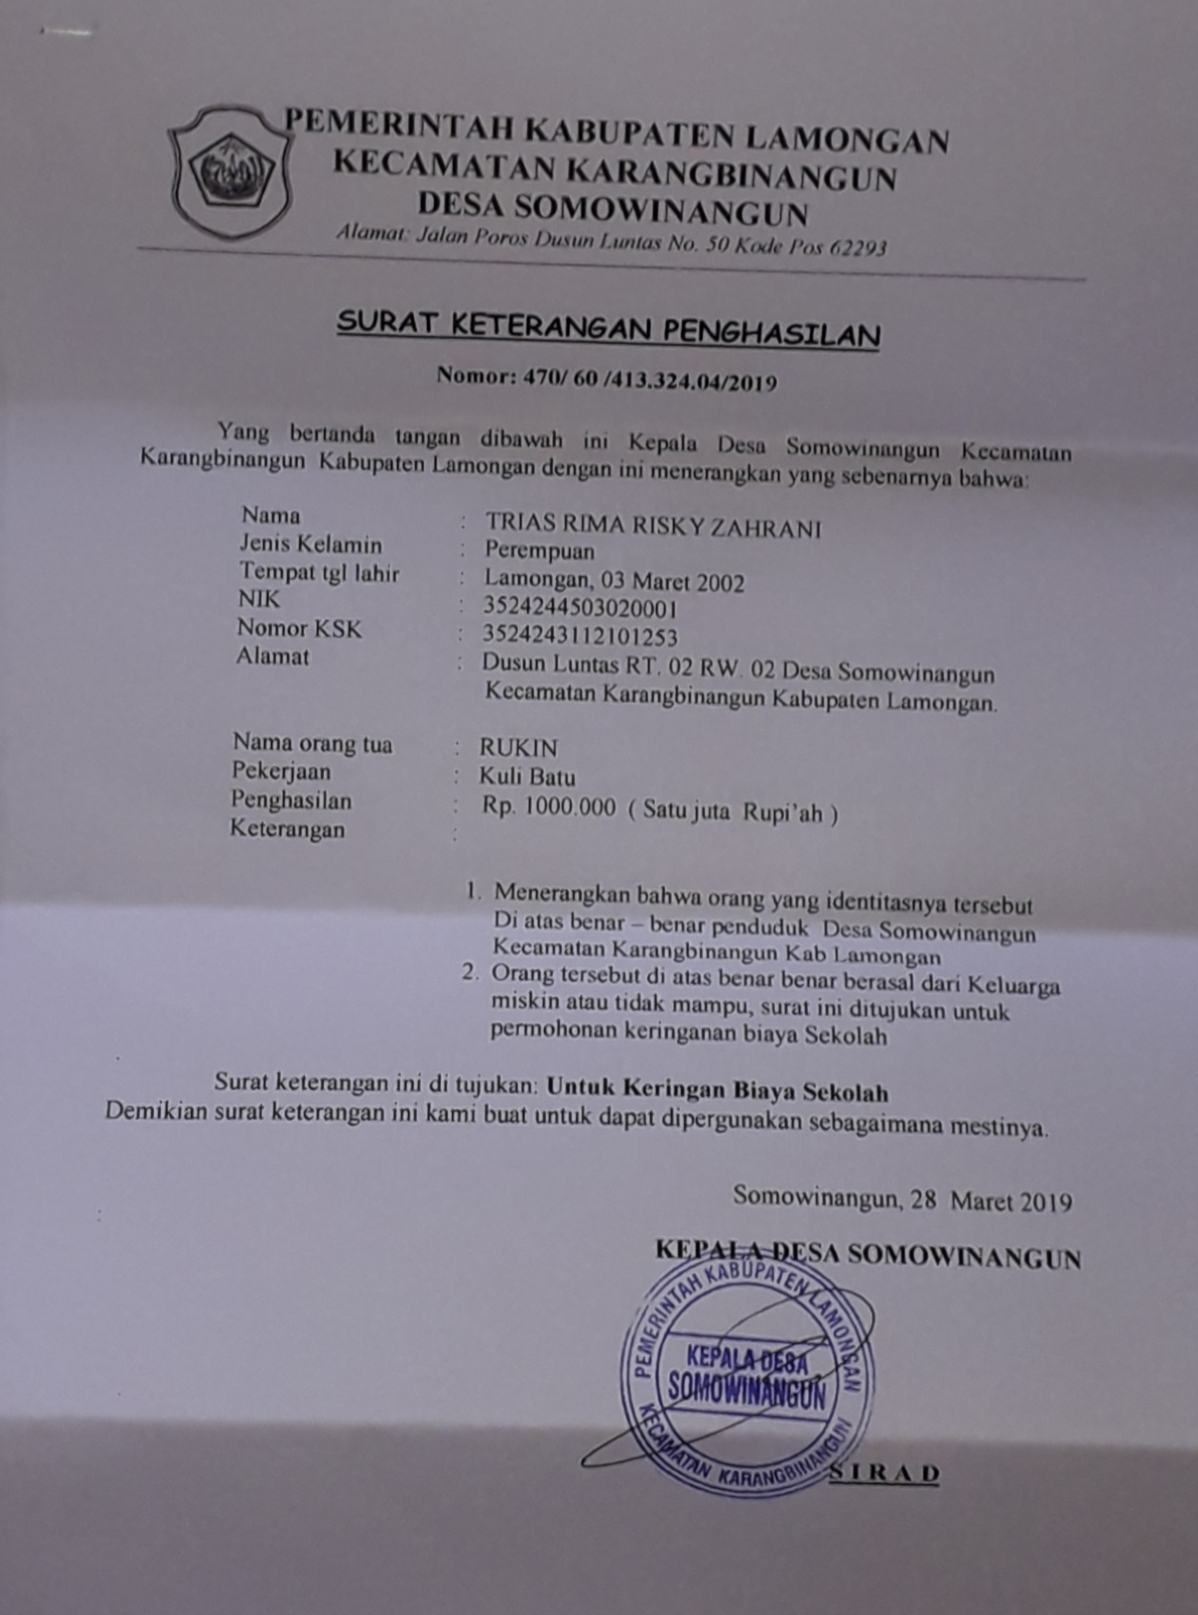 PEMERINTAH KABUPATEN LAMONGAN
KECAMATAN KARANGBINANGUN
DESA SOMOWINANGUN
Alamat: Jalan Poros Dusun Luntas No. 50 Kode Pos 62293
SURAT KETERANGAN PENGHASILAN
Nomor: 470/ 60 /413.324.04/2019
Yang bertanda tangan dibawah ini Kepala Desa Somowinangun Kecamatan
Karangbinangun Kabupaten Lamongan dengan ini menerangkan yang sebenarnya bahwa:
Nama : TRIAS RIMA RISKY ZAHRANI
Jenis Kelamin : Perempuan
Tempat tgl lahir : Lamongan, 03 Maret 2002
NIK : 3524244503020001
Nomor KSK : 3524243112101253
Alamat : Dusun Luntas RT. 02 RW. 02 Desa Somowinangun
Kecamatan Karangbinangun Kabupaten Lamongan.
Nama orang tua : RUKIN
Pekerjaan : Kuli Batu
Penghasilan : Rp. 1000.000 ( Satu juta Rupi'ah )
Keterangan :
1. Menerangkan bahwa orang yang identitasnya tersebut
Di atas benar – benar penduduk Desa Somowinangun
Kecamatan Karangbinangun Kab Lamongan
2. Orang tersebut di atas benar benar berasal dari Keluarga
miskin atau tidak mampu, surat ini ditujukan untuk
permohonan keringanan biaya Sekolah
Surat keterangan ini di tujukan: Untuk Keringan Biaya Sekolah
Demikian surat keterangan ini kami buat untuk dapat dipergunakan sebagaimana mestinya.
Somowinangun, 28 Maret 2019
KEPALA DESA SOMOWINANGUN
PEMERINTAH KABUPATEN LAMONGAN
KEPALA DESA
SOMOWINANGUN
KECAMATAN KARANGBINANGUN
S I R A D